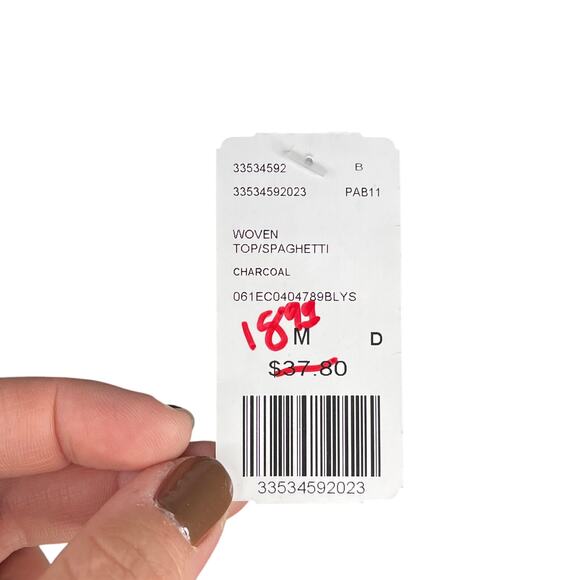 33534592 B
33534592023 PAB11
WOVEN
TOP/SPAGHETTI
CHARCOAL
061EC0404789BLYS
1899
M D
$37.80
33534592023